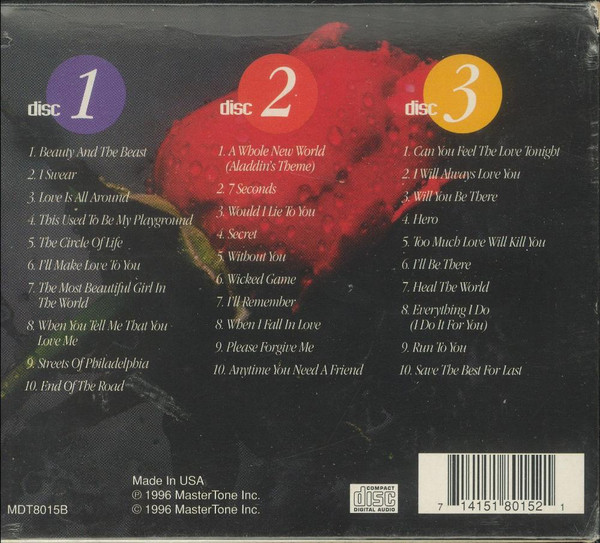 disc 1
1. Beauty And The Beast
2. I Swear
3. Love Is All Around
4. This Used To Be My Playground
5. The Circle Of Life
6. I'll Make Love To You
7. The Most Beautiful Girl In
The World
8. When You Tell Me That You
Love Me
9. Streets Of Philadelphia
10. End Of The Road
disc 2
1. A Whole New World
(Aladdin's Theme)
2. 7 Seconds
3. Would I Lie To You
4. Secret
5. Without You
6. Wicked Game
7. I'll Remember
8. When I Fall In Love
9. Please Forgive Me
10. Anytime You Need A Friend
disc 3
1. Can You Feel The Love Tonight
2. I Will Always Love You
3. Will You Be There
4. Hero
5. Too Much Love Will Kill You
6. I'll Be There
7. Heal The World
8. Everything I Do
(I Do It For You)
9. Run To You
10. Save The Best For Last
MDT8015B
Made In USA
℗ 1996 MasterTone Inc.
© 1996 MasterTone Inc.
COMPACT
disc
DIGITAL AUDIO
7 14151 80152 1